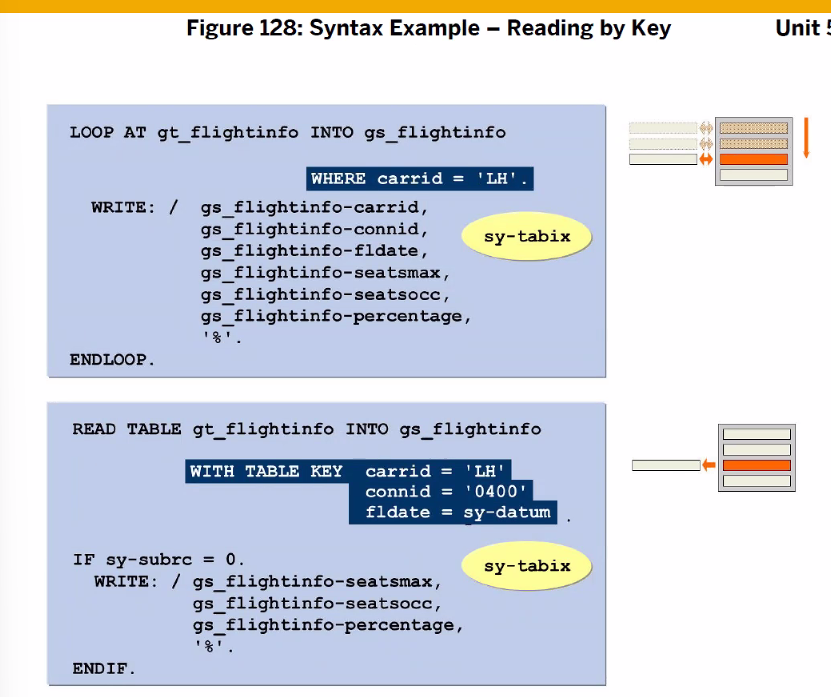 Figure 128: Syntax Example – Reading by Key
Unit
LOOP AT gt_flightinfo INTO gs_flightinfo
WHERE carrid = 'LH'.
WRITE: / gs_flightinfo-carrid,
gs_flightinfo-connid,
gs_flightinfo-fldate,
gs_flightinfo-seatsmax,
gs_flightinfo-seatsocc,
gs_flightinfo-percentage,
'%'.
ENDLOOP.
sy-tabix
READ TABLE gt_flightinfo INTO gs_flightinfo
WITH TABLE KEY carrid = 'LH'
connid = '0400'
fldate = sy-datum .
IF sy-subrc = 0.
WRITE: / gs_flightinfo-seatsmax,
gs_flightinfo-seatsocc,
gs_flightinfo-percentage,
'%'.
ENDIF.
sy-tabix